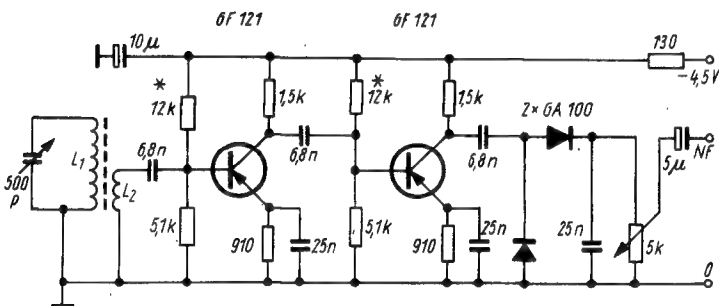 GF 121
GF 121
10μ
130
-4,5V
*
12k
1,5k
*
12k
1,5k
2× GA 100
L1
500
p
L2
6,8n
6,8n
6,8n
5μ
NF
5,1k
910
25n
5,1k
910
25n
25n
5k
0